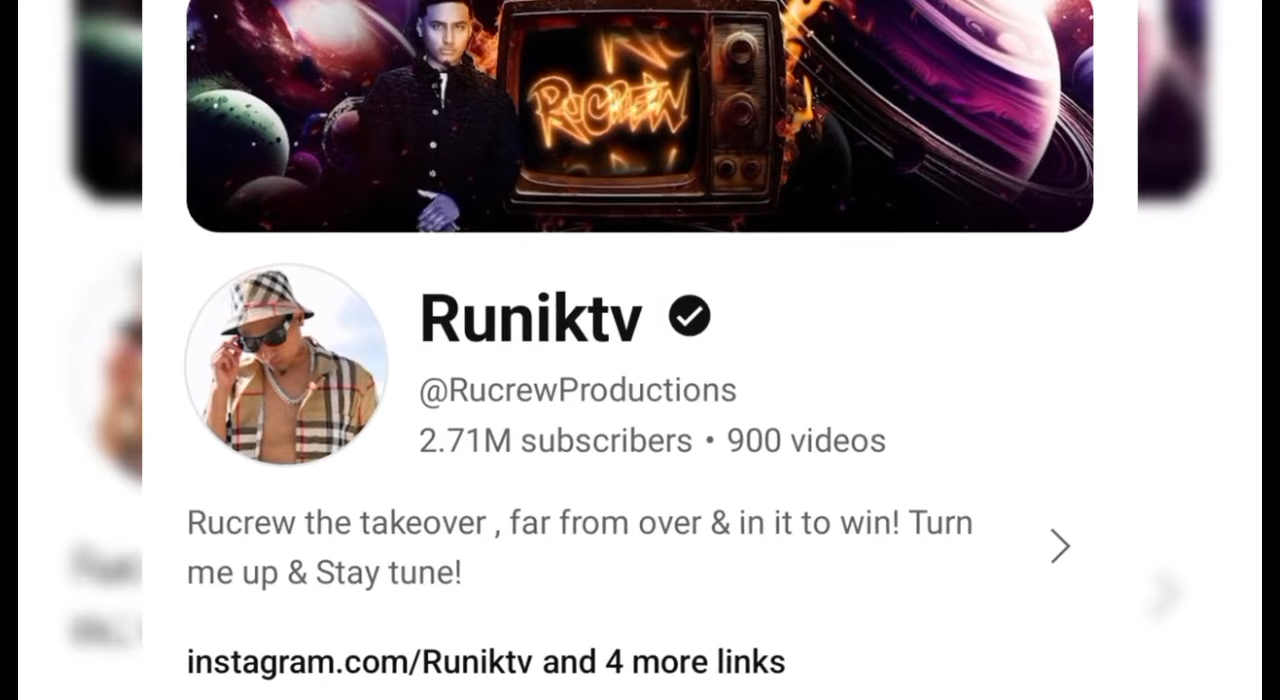 RuCREW
Runiktv
@RucrewProductions
2.71M subscribers • 900 videos
Rucrew the takeover , far from over & in it to win! Turn
me up & Stay tune!
instagram.com/Runiktv and 4 more links